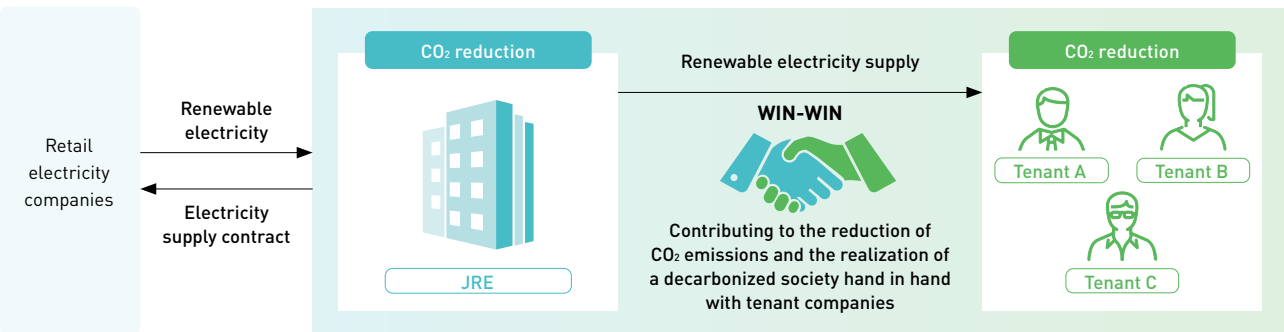 Retail
electricity
companies
Renewable
electricity
Electricity
supply contract
CO₂ reduction
JRE
Renewable electricity supply
WIN-WIN
Contributing to the reduction of
CO₂ emissions and the realization of
a decarbonized society hand in hand
with tenant companies
CO₂ reduction
Tenant A
Tenant B
Tenant C